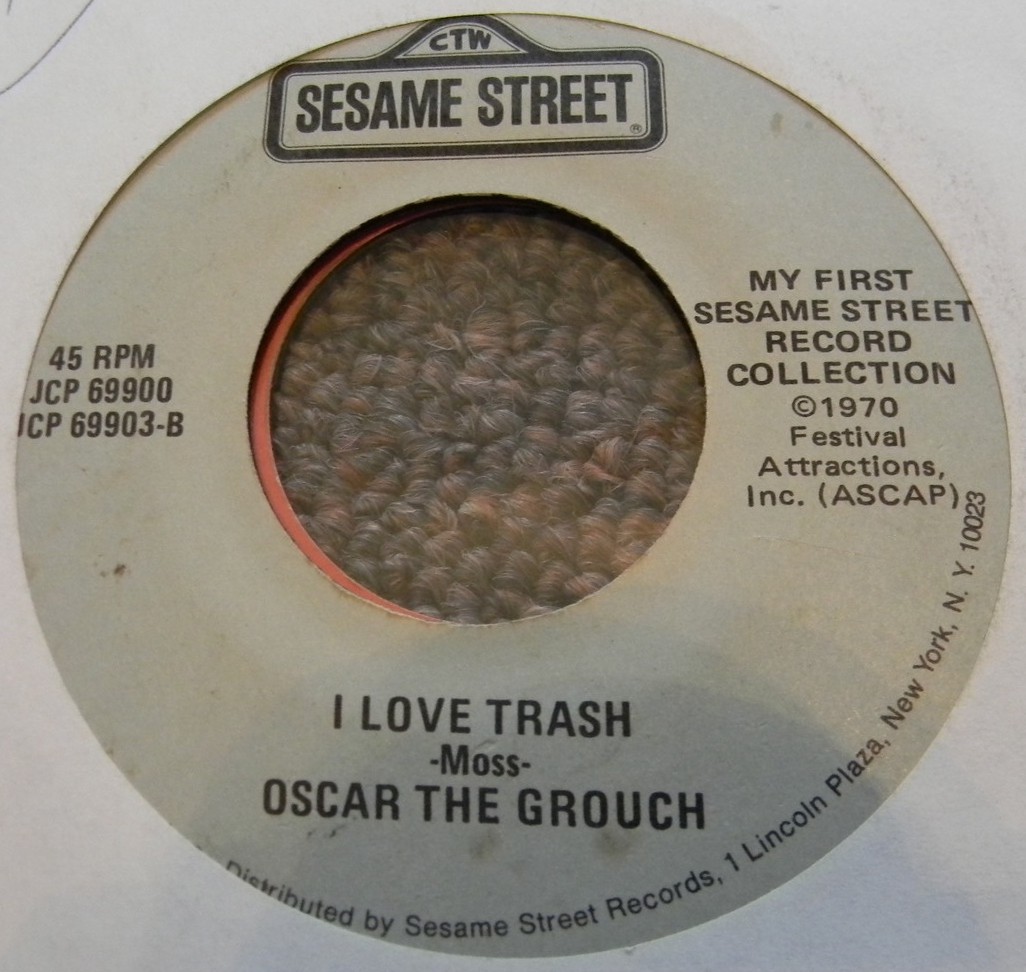 CTW
SESAME STREET®
MY FIRST
SESAME STREET
RECORD
COLLECTION
©1970
Festival
Attractions,
Inc. (ASCAP)
45 RPM
JCP 69900
JCP 69903-B
I LOVE TRASH
-Moss-
OSCAR THE GROUCH
Distributed by Sesame Street Records, 1 Lincoln Plaza, New York, N. Y. 10023